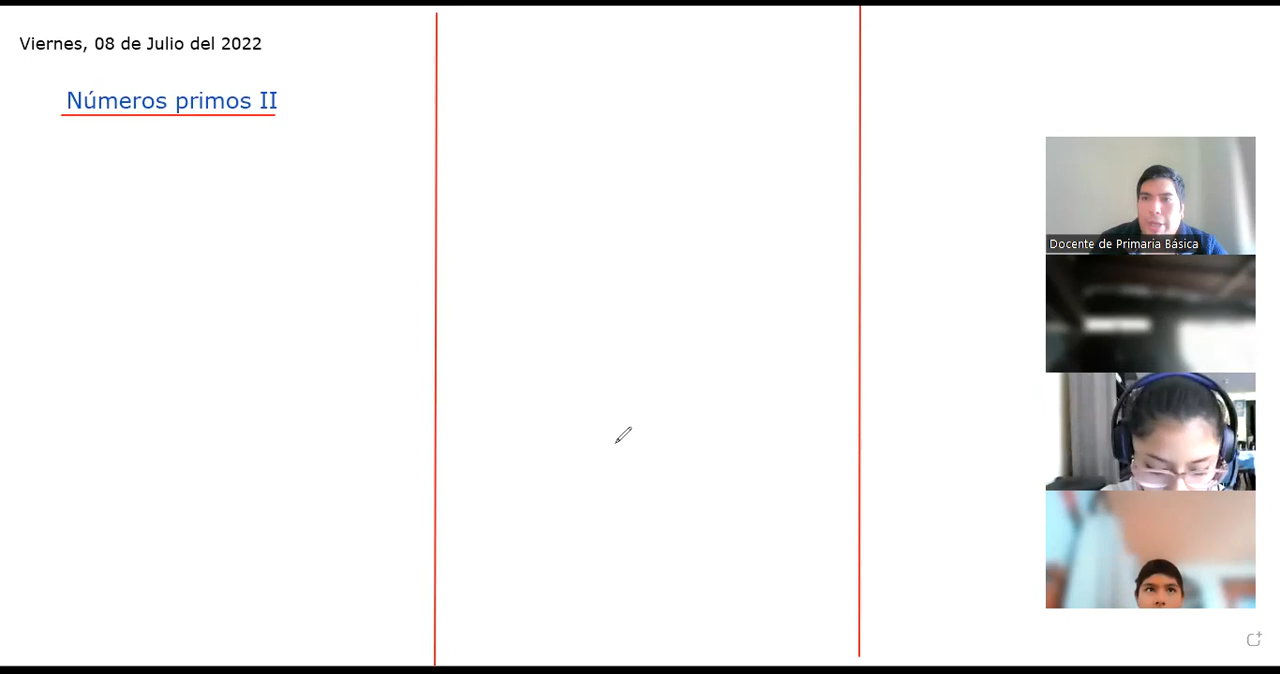 Viernes, 08 de Julio del 2022
Números primos II
Docente de Primaria Básica